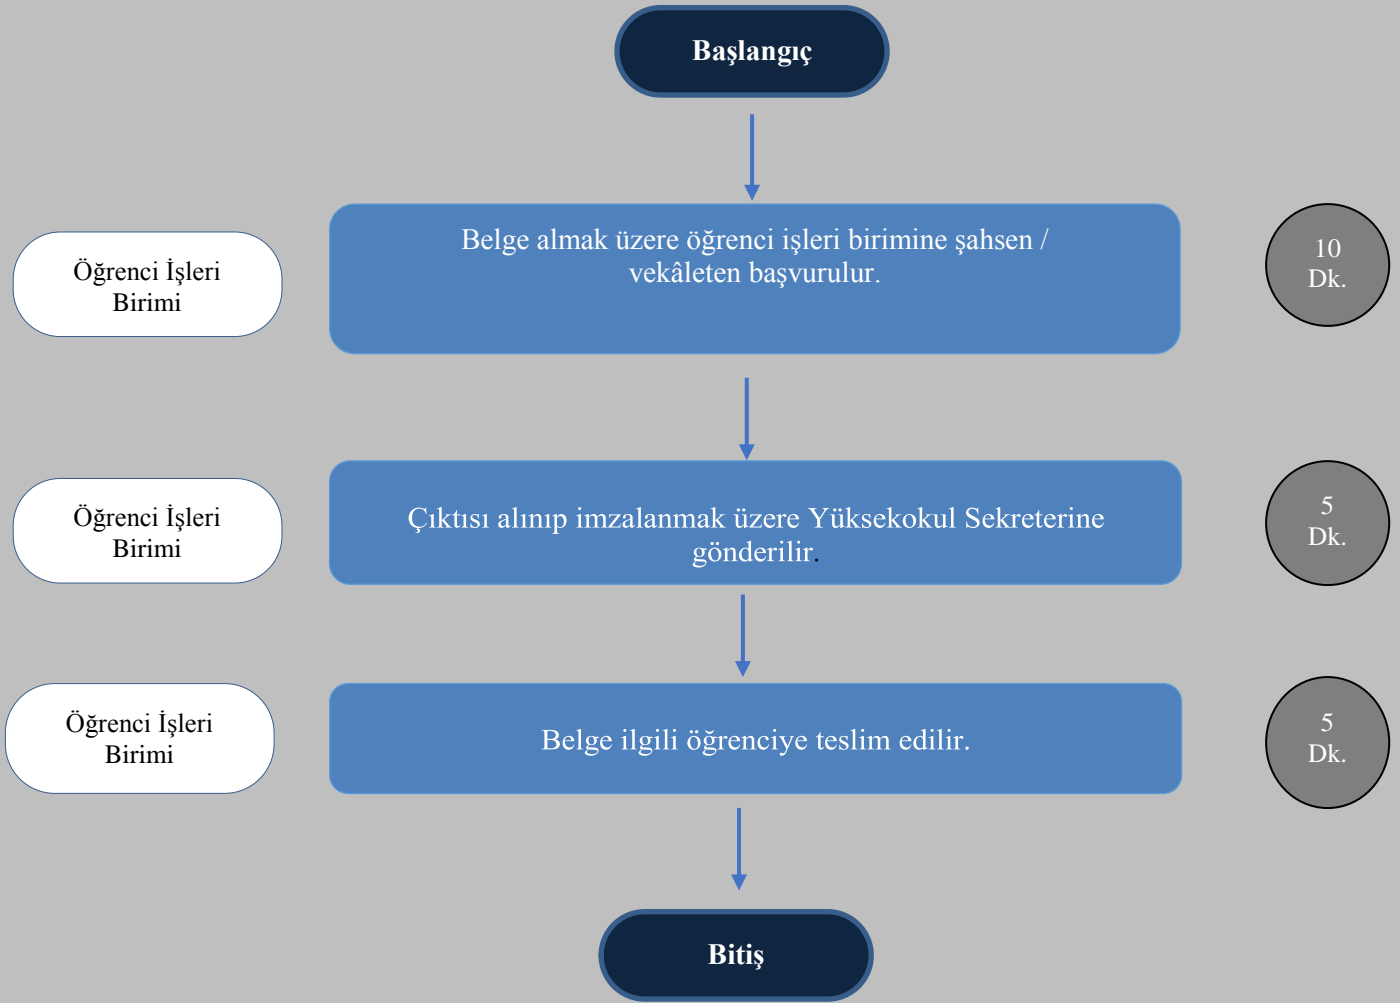 Başlangıç
Öğrenci İşleri
Birimi
Belge almak üzere öğrenci işleri birimine şahsen /
vekâleten başvurulur.
10
Dk.
Öğrenci İşleri
Birimi
Çıktısı alınıp imzalanmak üzere Yüksekokul Sekreterine
gönderilir.
5
Dk.
Öğrenci İşleri
Birimi
Belge ilgili öğrenciye teslim edilir.
5
Dk.
Bitiş